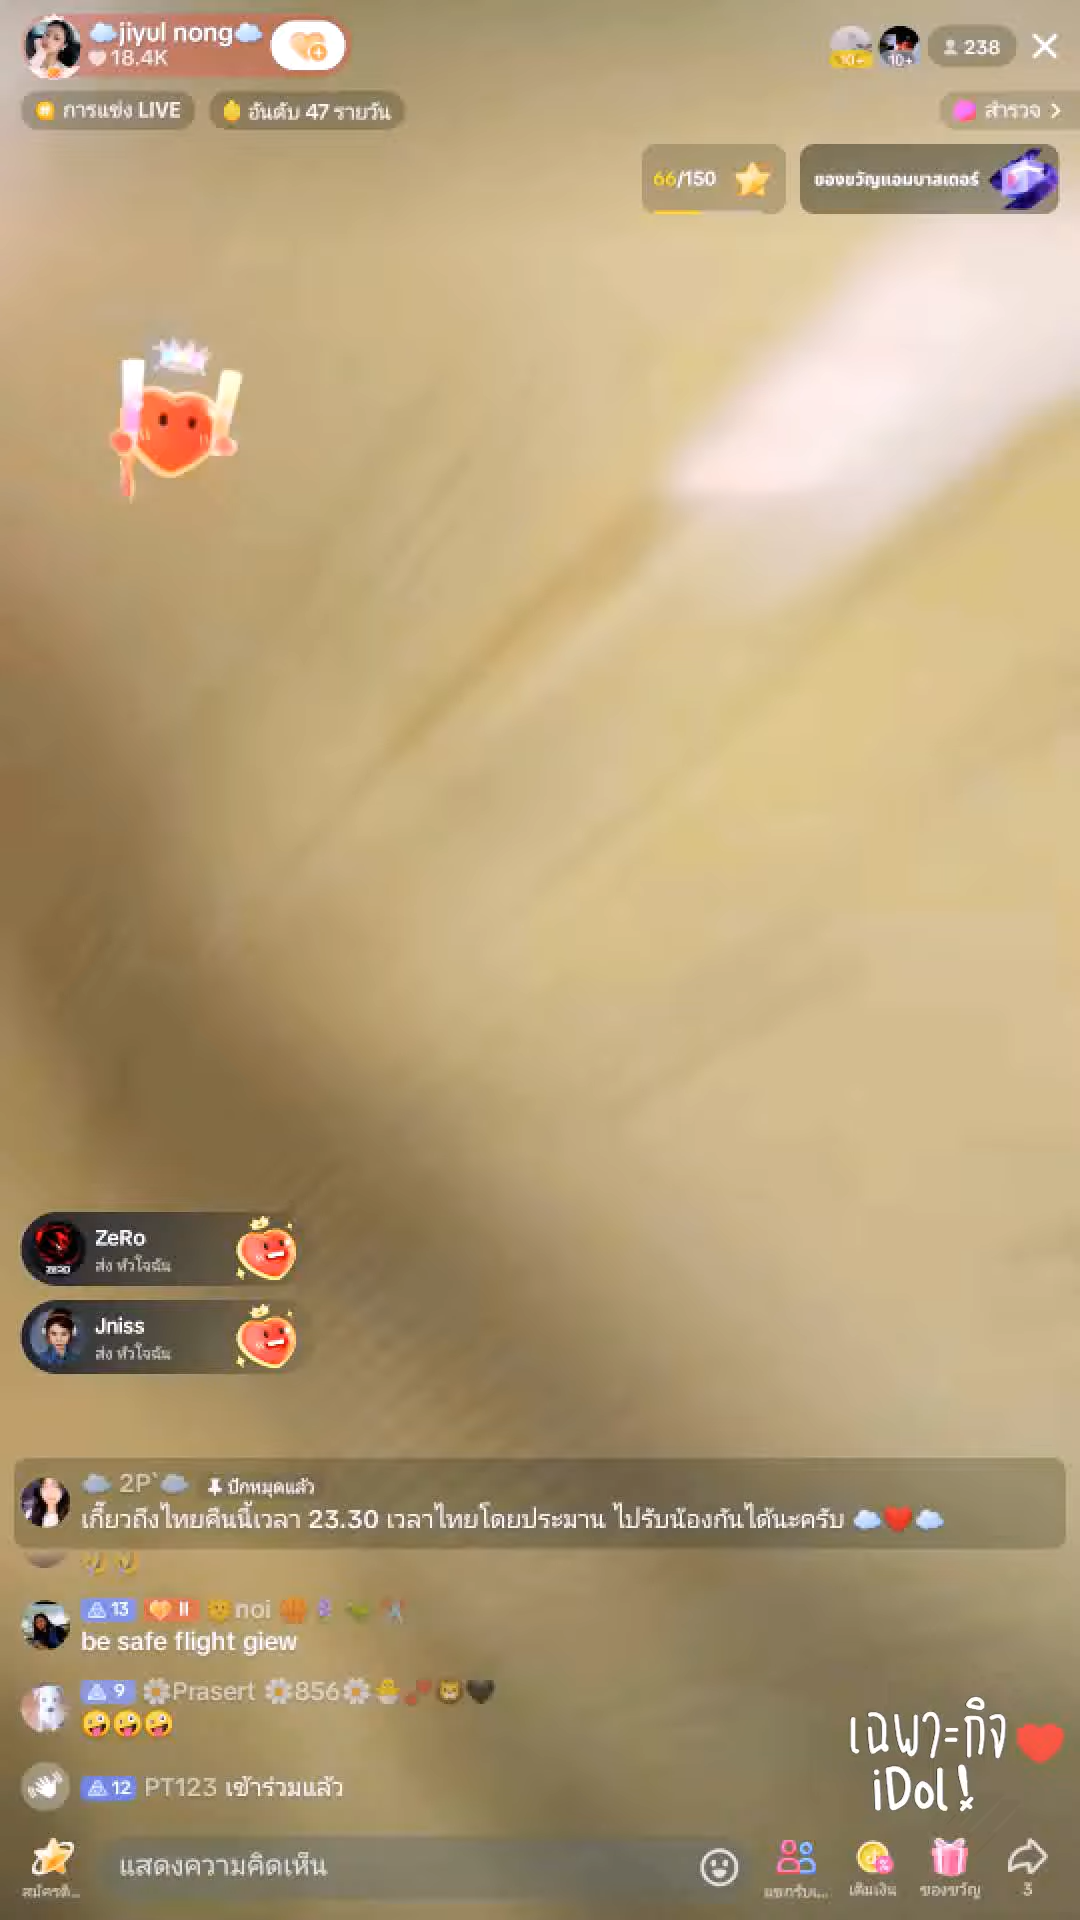 ☁️jiyul nong☁️
18.4K
10+
10+
238
การแข่ง LIVE
อันดับ 47 รายวัน
สำรวจ
66/150
ของขวัญแอมบาสเดอร์
ZeRo
ส่ง หัวใจฉัน
Jniss
ส่ง หัวใจฉัน
☁️ 2P`☁️ ปักหมุดแล้ว
เกี๊ยวถึงไทยคืนนี้เวลา 23.30 เวลาไทยโดยประมาน ไปรับน้องกันได้นะครับ ☁️❤️☁️
13 II noi
be safe flight giew
9 🌼Prasert 🌼856🌼
🤪🤪🤪
12 PT123 เข้าร่วมแล้ว
เฉพาะกิจ
iDol!
แสดงความคิดเห็น
เติมเงิน
ของขวัญ
3